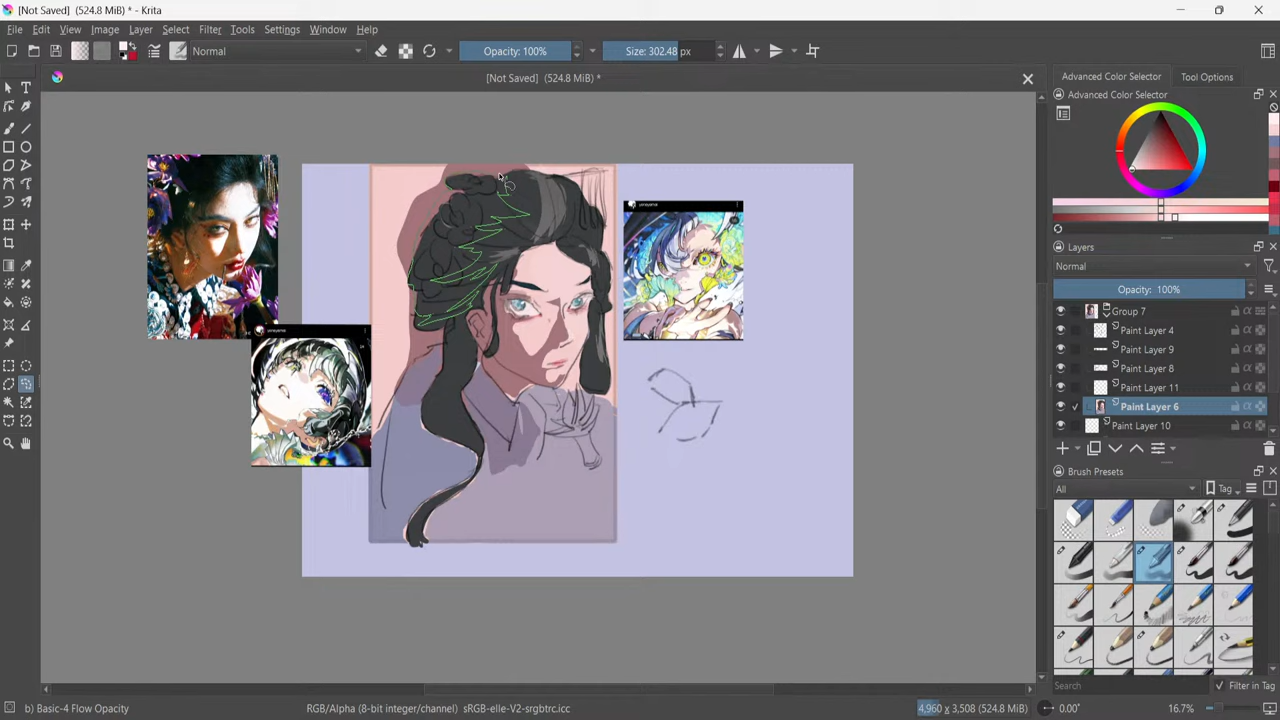 [Not Saved] (524.8 MiB) * - Krita
File Edit View Image Layer Select Filter Tools Settings Window Help
Normal Opacity: 100% Size: 302.48 px
[Not Saved] (524.8 MiB) *
Advanced Color Selector Tool Options
Advanced Color Selector
Layers
Normal
Opacity: 100%
Group 7
Paint Layer 4
Paint Layer 9
Paint Layer 8
Paint Layer 11
Paint Layer 6
Paint Layer 10
Brush Presets
All Tag
Search Filter in Tag
b) Basic-4 Flow Opacity RGB/Alpha (8-bit integer/channel) sRGB-elle-V2-srgbtrc.icc 4,960 x 3,508 (524.8 MiB) 0.00° 16.7%